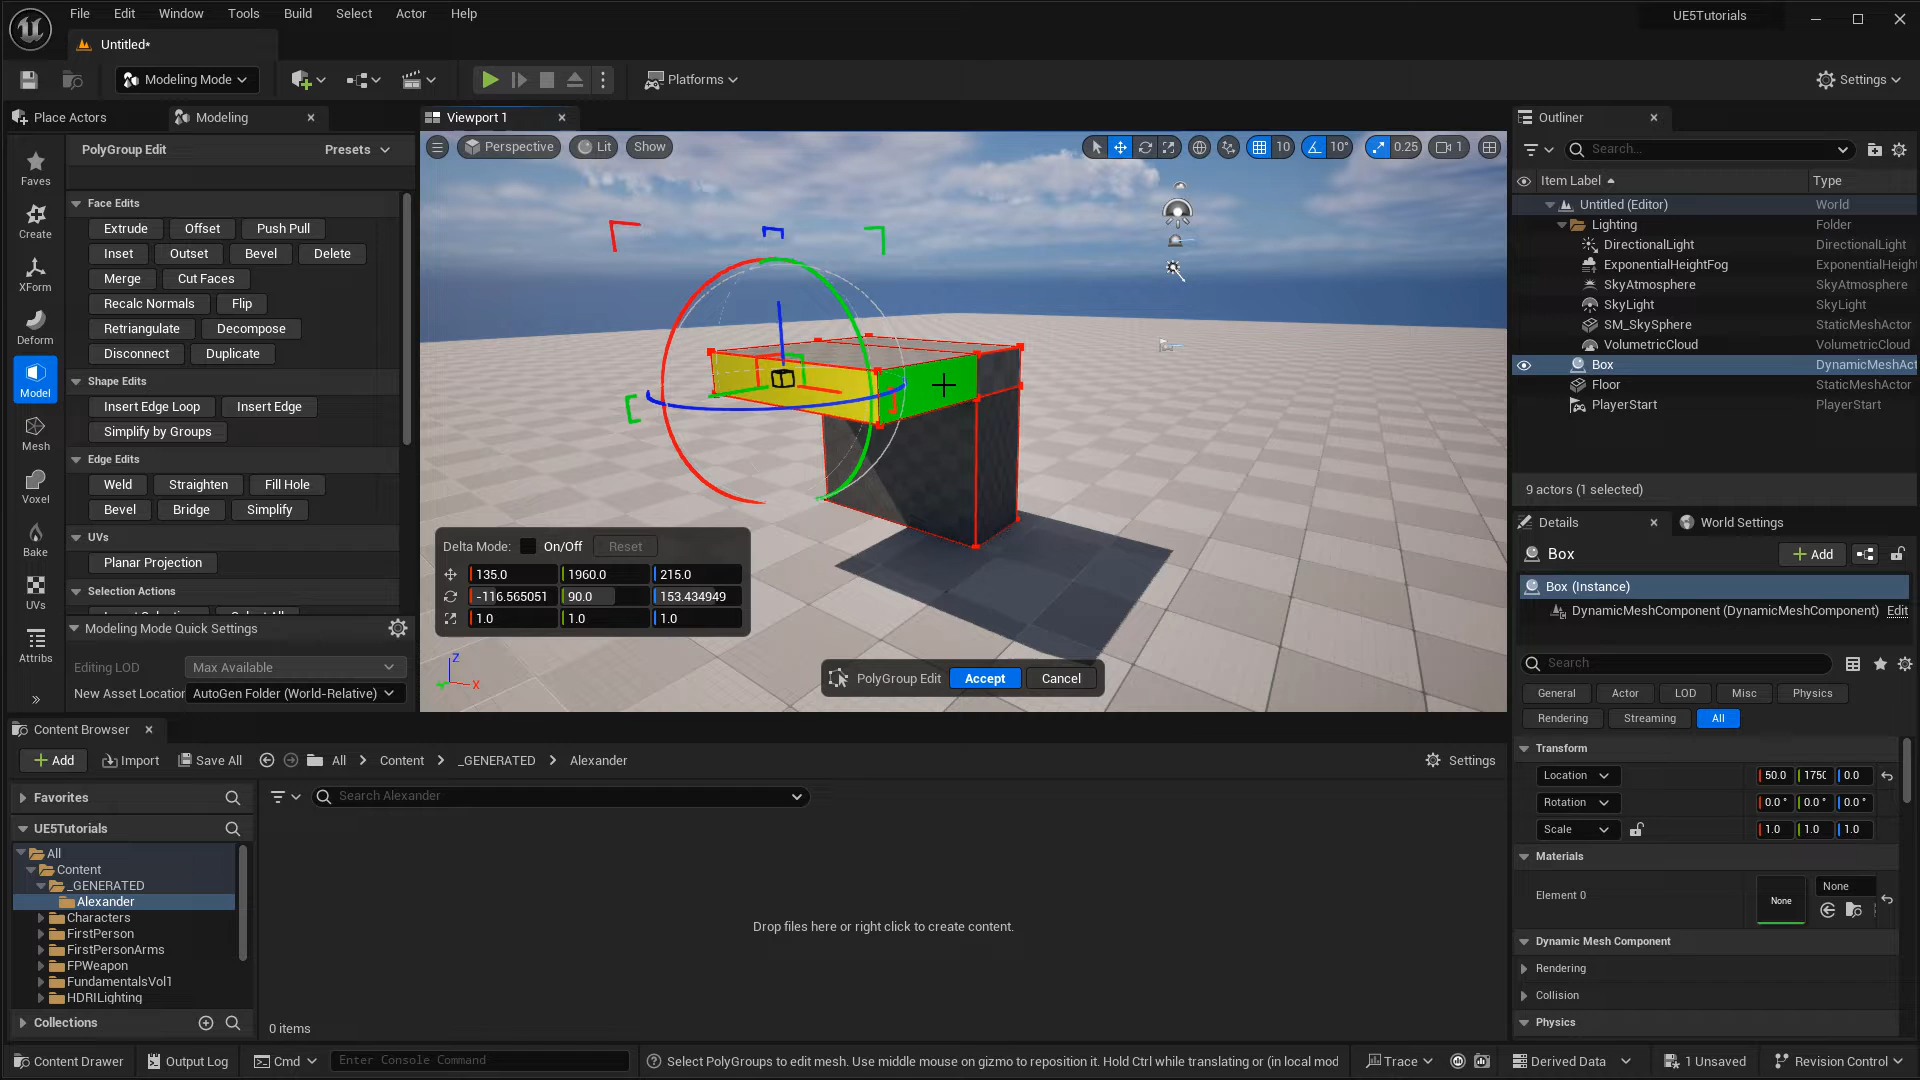 File Edit Window Tools Build Select Actor Help
UE5Tutorials
Untitled*
Modeling Mode
Platforms
Settings
Place Actors
Modeling
PolyGroup Edit
Presets
Faves
Create
XForm
Deform
Model
Mesh
Voxel
Bake
UVs
Attribs
Face Edits
Extrude Offset Push Pull
Inset Outset Bevel Delete
Merge Cut Faces
Recalc Normals Flip
Retriangulate Decompose
Disconnect Duplicate
Shape Edits
Insert Edge Loop Insert Edge
Simplify by Groups
Edge Edits
Weld Straighten Fill Hole
Bevel Bridge Simplify
UVs
Planar Projection
Selection Actions
Modeling Mode Quick Settings
Editing LOD Max Available
New Asset Location AutoGen Folder (World-Relative)
Viewport 1
Perspective Lit Show
10 10° 0.25 1
Delta Mode: On/Off Reset
135.0 1960.0 215.0
-116.565051 90.0 153.434949
1.0 1.0 1.0
Z
X
PolyGroup Edit Accept Cancel
Outliner
Search...
Item Label Type
Untitled (Editor) World
Lighting Folder
DirectionalLight DirectionalLight
ExponentialHeightFog ExponentialHeight
SkyAtmosphere SkyAtmosphere
SkyLight SkyLight
SM_SkySphere StaticMeshActor
VolumetricCloud VolumetricCloud
Box DynamicMeshAct
Floor StaticMeshActor
PlayerStart PlayerStart
9 actors (1 selected)
Details
World Settings
Box
Add
Box (Instance)
DynamicMeshComponent (DynamicMeshComponent) Edit
Search
General Actor LOD Misc Physics
Rendering Streaming All
Transform
Location 50.0 1750 0.0
Rotation 0.0° 0.0° 0.0°
Scale 1.0 1.0 1.0
Materials
Element 0
None
None
Dynamic Mesh Component
Rendering
Collision
Physics
Content Browser
Add Import Save All All Content _GENERATED Alexander
Settings
Favorites
UE5Tutorials
All
Content
_GENERATED
Alexander
Characters
FirstPerson
FirstPersonArms
FPWeapon
FundamentalsVol1
HDRILighting
Collections
Search Alexander
Drop files here or right click to create content.
0 items
Content Drawer Output Log Cmd Enter Console Command
Select PolyGroups to edit mesh. Use middle mouse on gizmo to reposition it. Hold Ctrl while translating or (in local mod
Trace Derived Data 1 Unsaved Revision Control